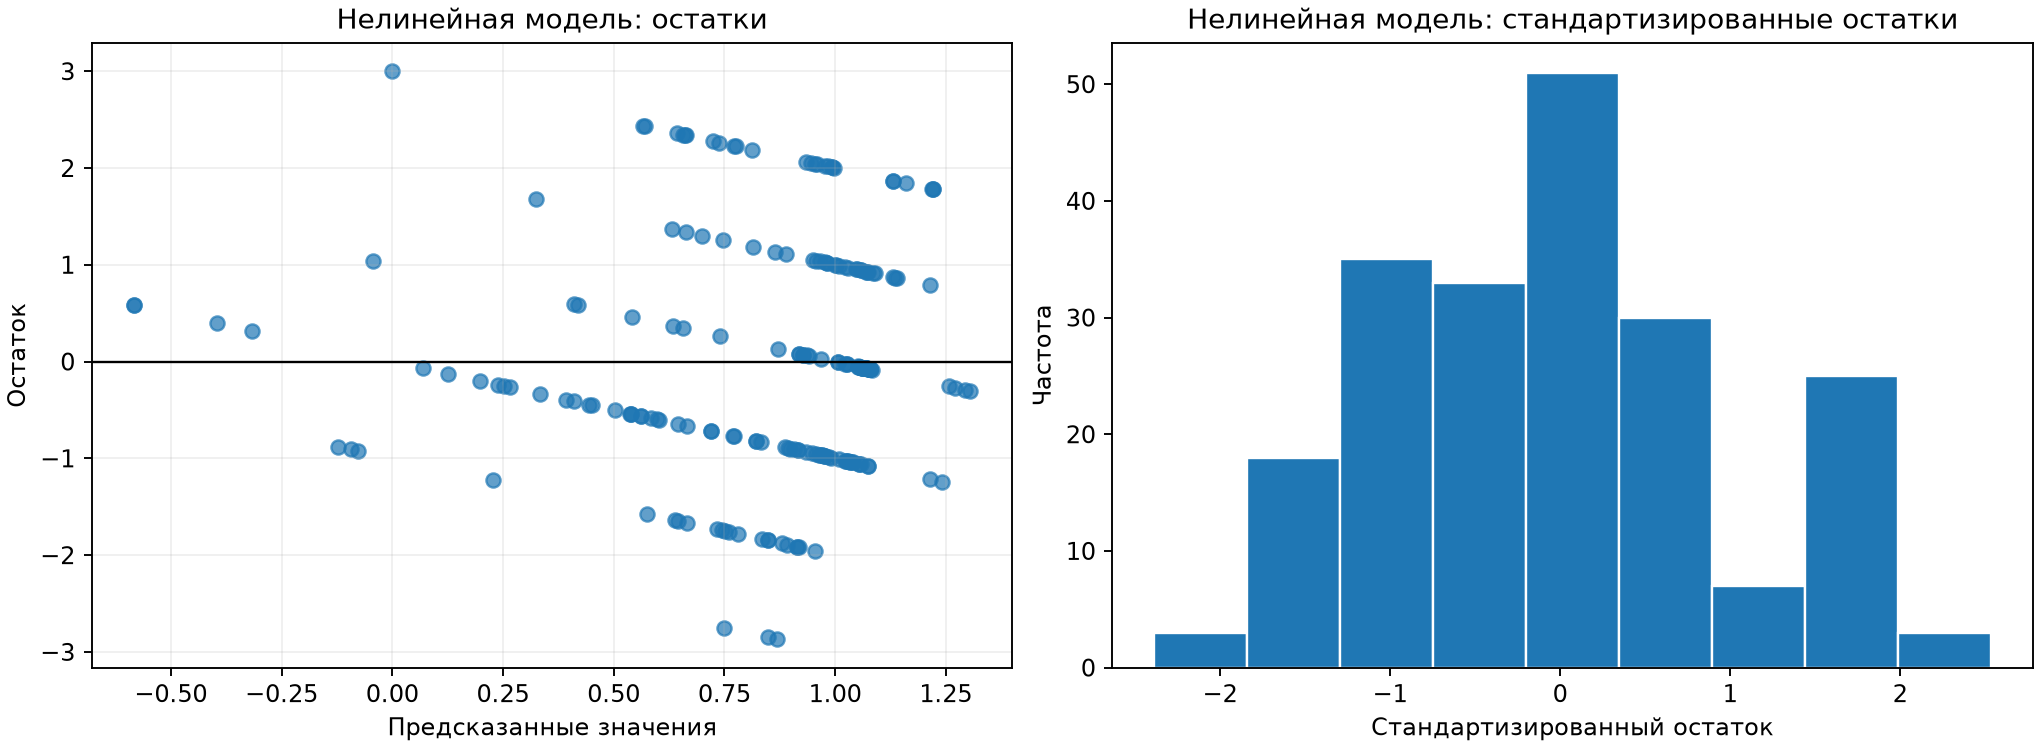 Нелинейная модель: остатки
3
2
1
0
−1
−2
−3
Остаток
−0.50 −0.25 0.00 0.25 0.50 0.75 1.00 1.25
Предсказанные значения
Нелинейная модель: стандартизированные остатки
50
40
30
20
10
0
Частота
−2 −1 0 1 2
Стандартизированный остаток